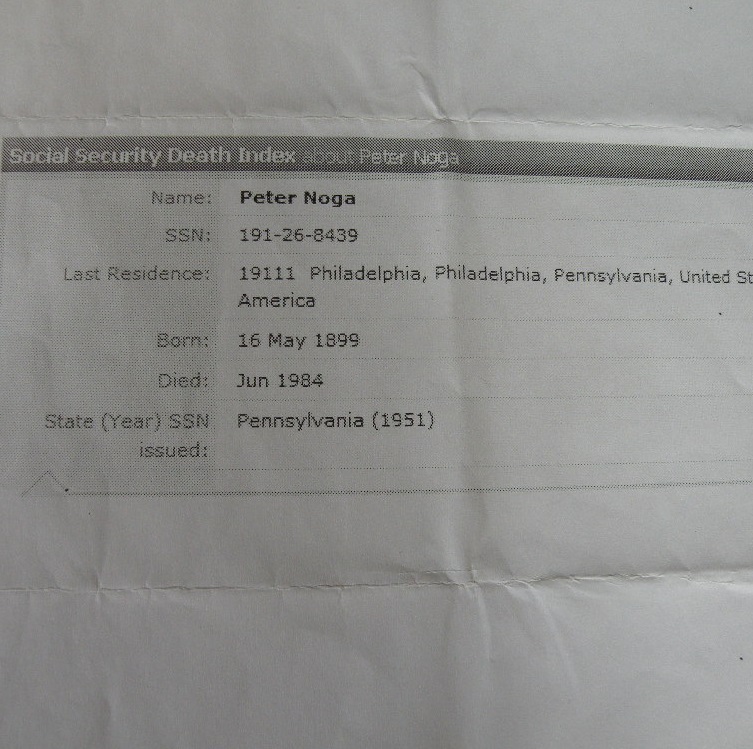 Social Security Death Index about Peter Noga
Name: Peter Noga
SSN: 191-26-8439
Last Residence: 19111 Philadelphia, Philadelphia, Pennsylvania, United St
America
Born: 16 May 1899
Died: Jun 1984
State (Year) SSN Pennsylvania (1951)
issued: